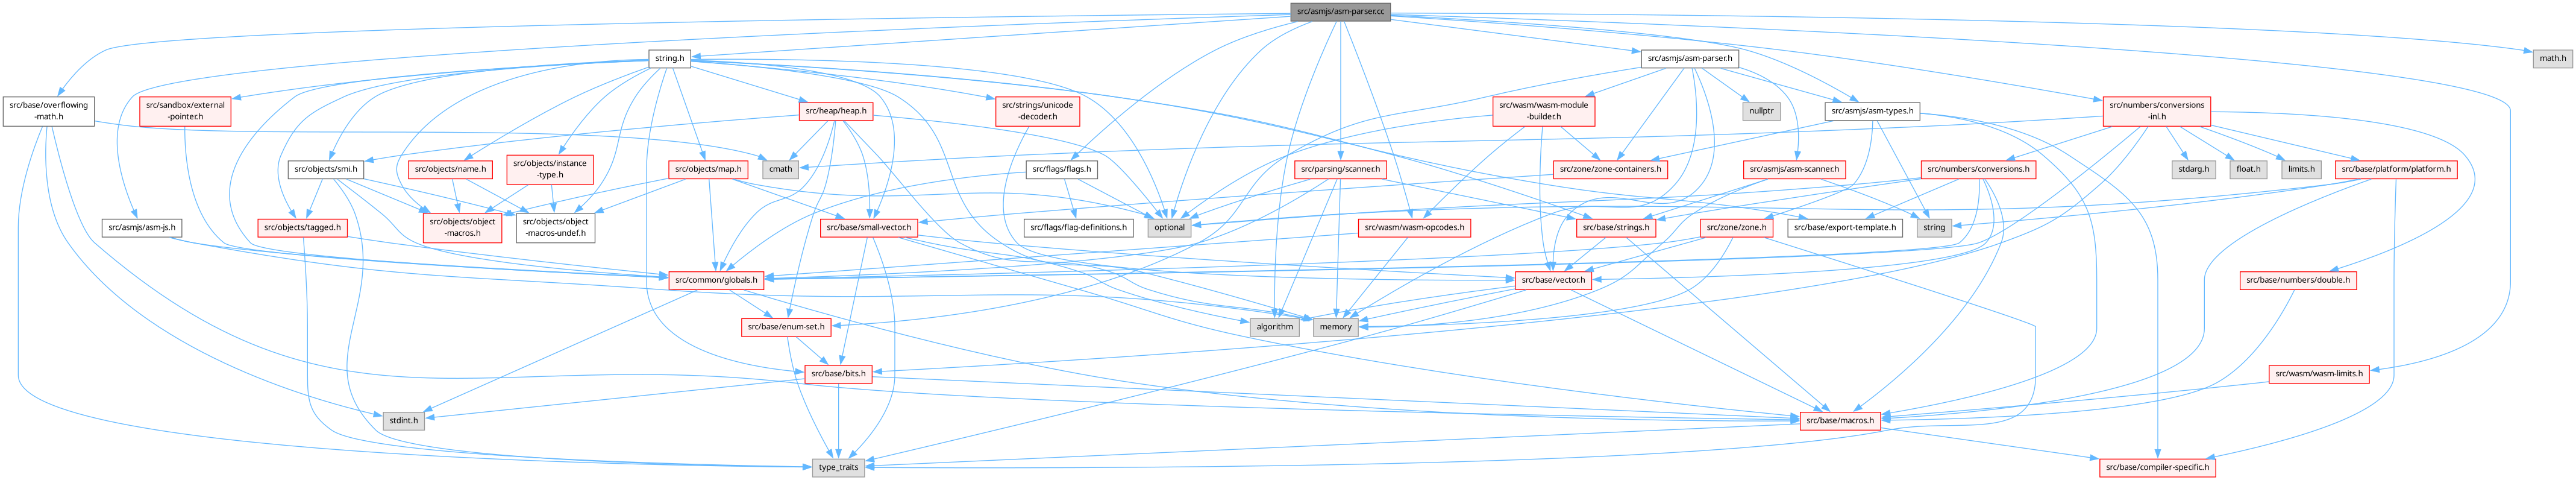 src/asmjs/asm-parser.cc
string.h
src/asmjs/asm-parser.h
math.h
src/base/overflowing
-math.h
src/sandbox/external
-pointer.h
src/heap/heap.h
src/strings/unicode
-decoder.h
src/wasm/wasm-module
-builder.h
nullptr
src/asmjs/asm-types.h
src/numbers/conversions
-inl.h
src/objects/smi.h
src/objects/name.h
src/objects/instance
-type.h
src/objects/map.h
cmath
src/flags/flags.h
src/parsing/scanner.h
src/zone/zone-containers.h
src/asmjs/asm-scanner.h
src/numbers/conversions.h
stdarg.h
float.h
limits.h
src/base/platform/platform.h
src/asmjs/asm-js.h
src/objects/tagged.h
src/objects/object
-macros.h
src/objects/object
-macros-undef.h
src/base/small-vector.h
src/flags/flag-definitions.h
optional
src/wasm/wasm-opcodes.h
src/base/strings.h
src/zone/zone.h
src/base/export-template.h
string
src/common/globals.h
src/base/vector.h
src/base/numbers/double.h
src/base/enum-set.h
algorithm
memory
src/base/bits.h
src/wasm/wasm-limits.h
stdint.h
src/base/macros.h
type_traits
src/base/compiler-specific.h